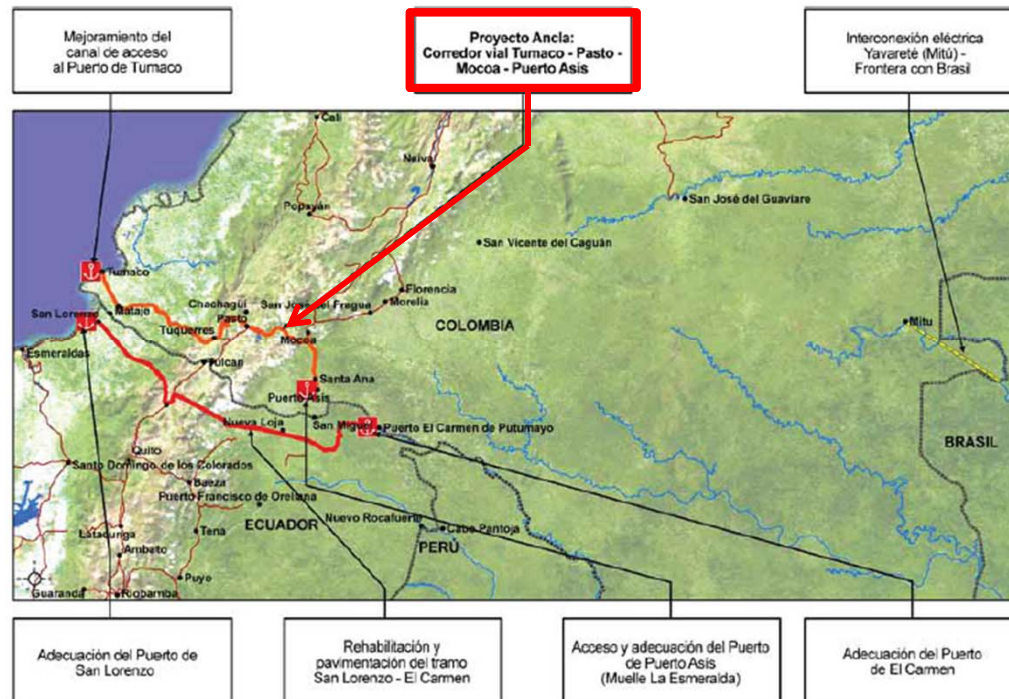 Mejoramiento del
canal de acceso
al Puerto de Tumaco
Proyecto Ancla:
Corredor vial Tumaco - Pasto -
Mocoa - Puerto Asis
Interconexión eléctrica
Yavareté (Mitú) -
Frontera con Brasil
Cali
Neiva
Popayán
San José del Guaviare
San Vicente del Caguán
Tumaco
Florencia
Chachagüí
San José del Fragua
Morelia
Mataje
San Lorenzo
Pasto
COLOMBIA
Mitu
Túquerres
Mocoa
Esmeraldas
Tulcan
Santa Ana
Puerto Asis
Nueva Loja
San Miguel
Puerto El Carmen de Putumayo
BRASIL
Quito
Santo Domingo de los Colorados
Baeza
Puerto Francisco de Orellana
ECUADOR
Nuevo Rocafuerte
Cabo Pantoja
Latacunga
Tena
PERÚ
Ambato
Puyo
Guaranda
Riobamba
Adecuación del Puerto de
San Lorenzo
Rehabilitación y
pavimentación del tramo
San Lorenzo - El Carmen
Acceso y adecuación del Puerto
de Puerto Asis
(Muelle La Esmeralda)
Adecuación del Puerto
de El Carmen